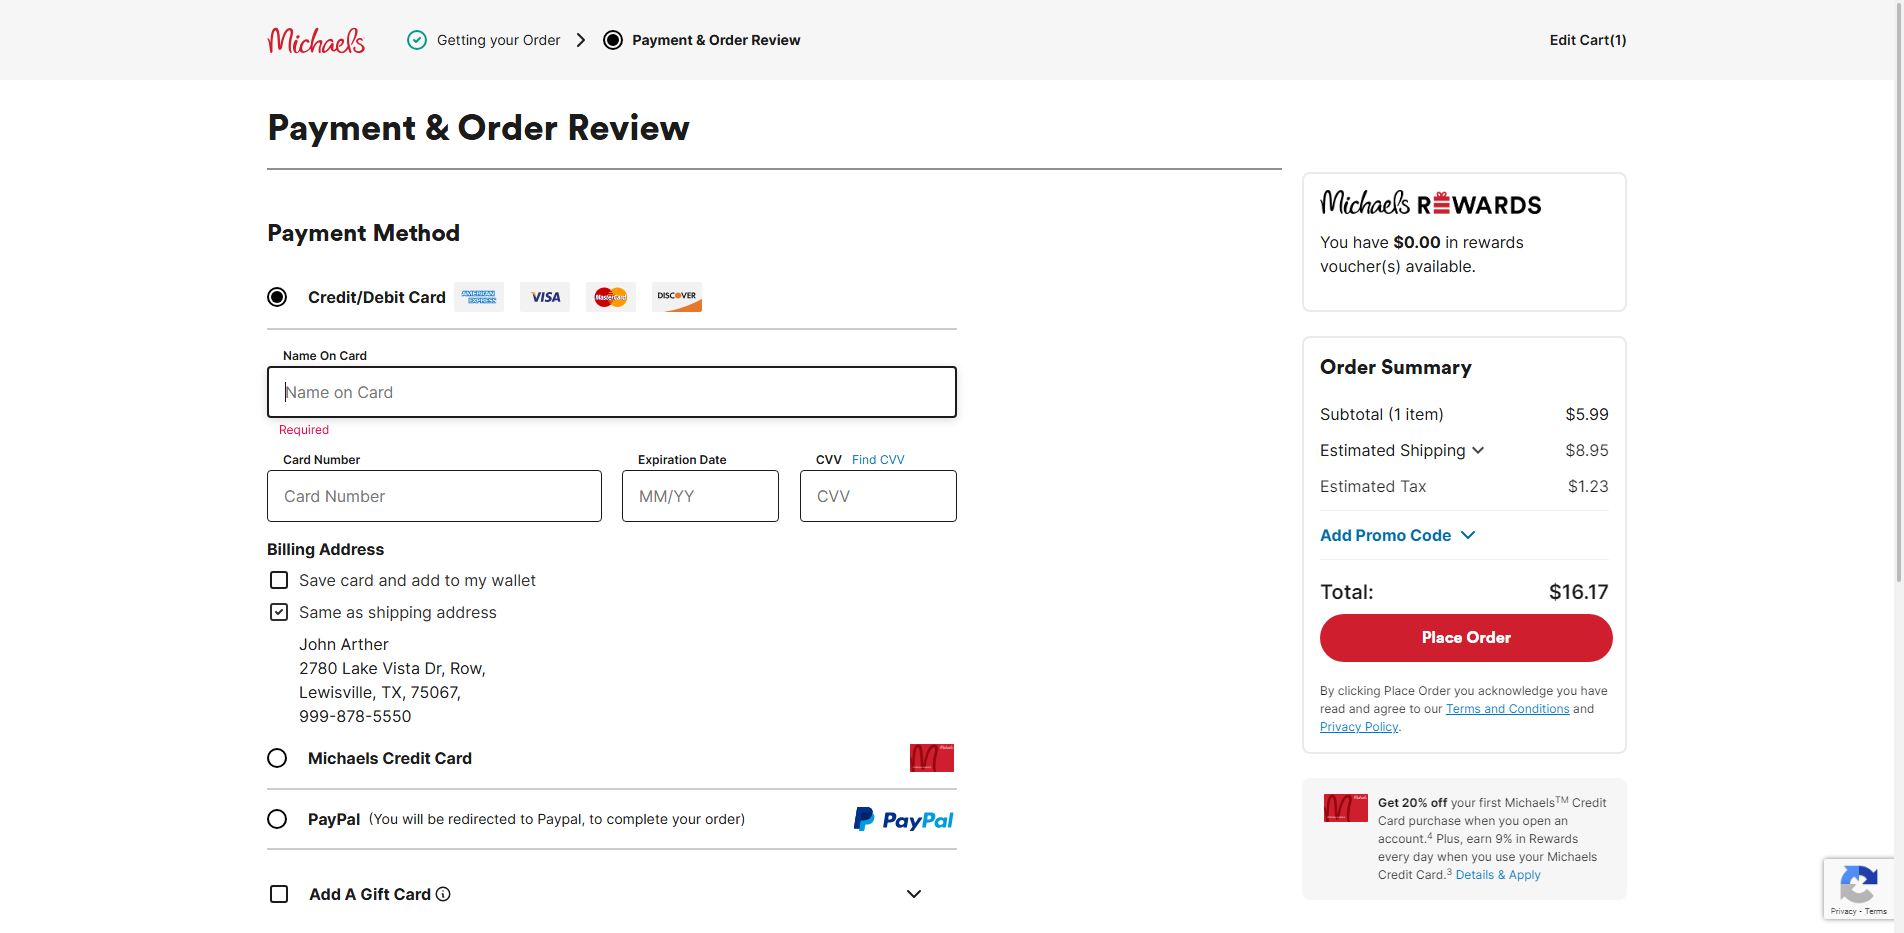 Michaels
Getting your Order
Payment & Order Review
Edit Cart(1)
Payment & Order Review
Payment Method
Credit/Debit Card
AMERICAN EXPRESS
VISA
MasterCard
DISCOVER
Name On Card
Name on Card
Required
Card Number
Expiration Date
CVV
Find CVV
Card Number
MM/YY
CVV
Billing Address
Save card and add to my wallet
Same as shipping address
John Arther
2780 Lake Vista Dr, Row,
Lewisville, TX, 75067,
999-878-5550
Michaels Credit Card
PayPal (You will be redirected to Paypal, to complete your order)
PayPal
Add A Gift Card
Michaels REWARDS
You have $0.00 in rewards
voucher(s) available.
Order Summary
Subtotal (1 item) $5.99
Estimated Shipping $8.95
Estimated Tax $1.23
Add Promo Code
Total: $16.17
Place Order
By clicking Place Order you acknowledge you have
read and agree to our Terms and Conditions and
Privacy Policy.
Get 20% off your first Michaels™ Credit
Card purchase when you open an
account.⁴ Plus, earn 9% in Rewards
every day when you use your Michaels
Credit Card.³ Details & Apply
Privacy - Terms